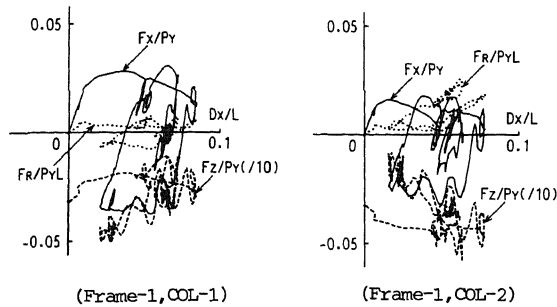 0.05
Fx/PY
Dx/L
0
0.1
FR/PYL
Fz/PY(/10)
-0.05
(Frame-1,COL-1)
0.05
FR/PYL
Fx/PY
Dx/L
0
0.1
Fz/PY(/10)
-0.05
(Frame-1,COL-2)